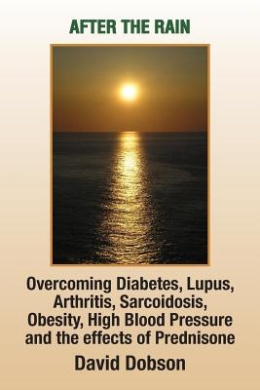 AFTER THE RAIN
Overcoming Diabetes, Lupus,
Arthritis, Sarcoidosis,
Obesity, High Blood Pressure
and the effects of Prednisone
David Dobson